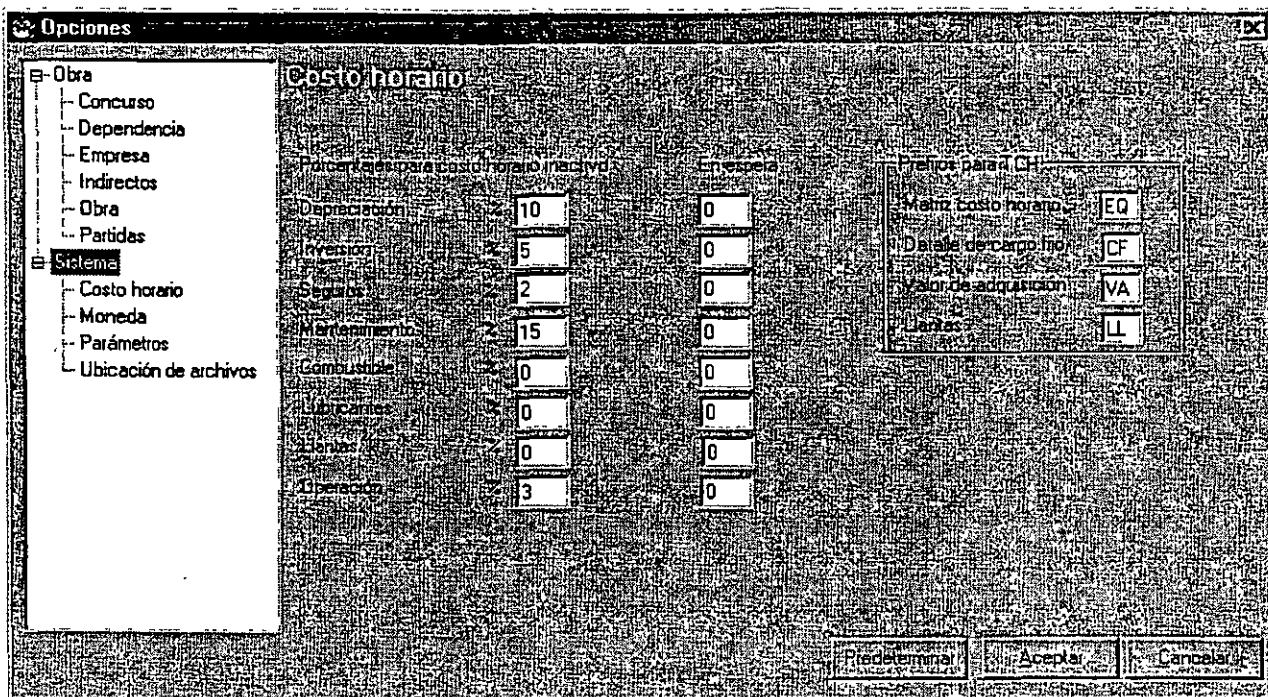 Opciones
Obra
Concurso
Dependencia
Empresa
Indirectos
Obra
Partidas
Sistema
Costo horario
Moneda
Parámetros
Ubicación de archivos
Costo horario
Porcentajes para costo horario inactivo En espera
Depreciación % 10 0
Inversión % 5 0
Seguros % 2 0
Mantenimiento % 15 0
Combustible % 0 0
Lubricantes % 0 0
Llantas % 0 0
Operación % 3 0
Prefijos para TCH
Matriz costo horario EQ
Detalle de cargo fijo CF
Valor de adquisición VA
Llantas LL
Predeterminar Aceptar Cancelar